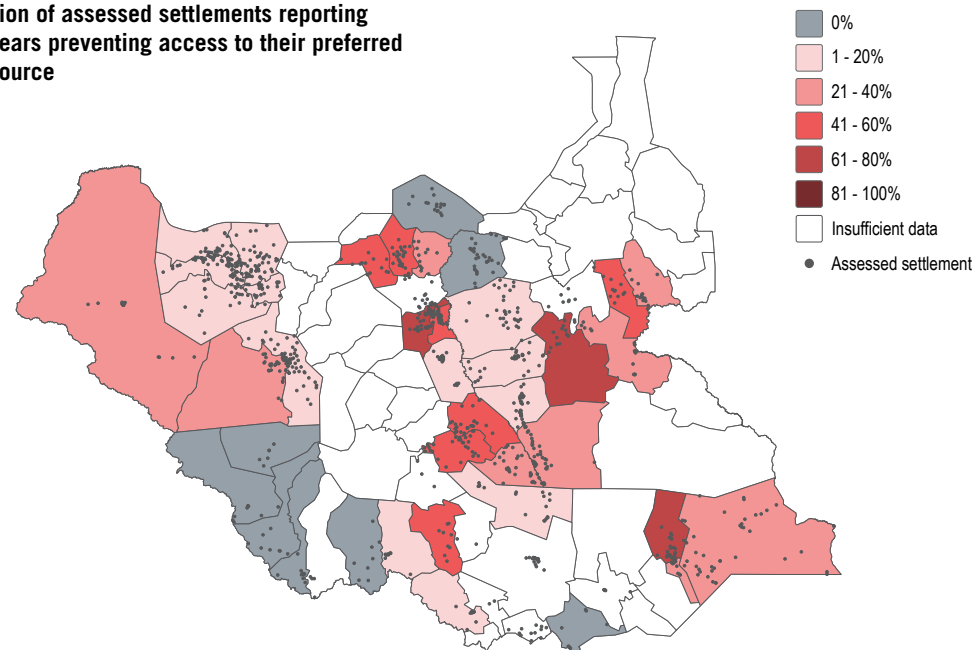 ion of assessed settlements reporting
ears preventing access to their preferred
ource
0%
1 - 20%
21 - 40%
41 - 60%
61 - 80%
81 - 100%
Insufficient data
Assessed settlement